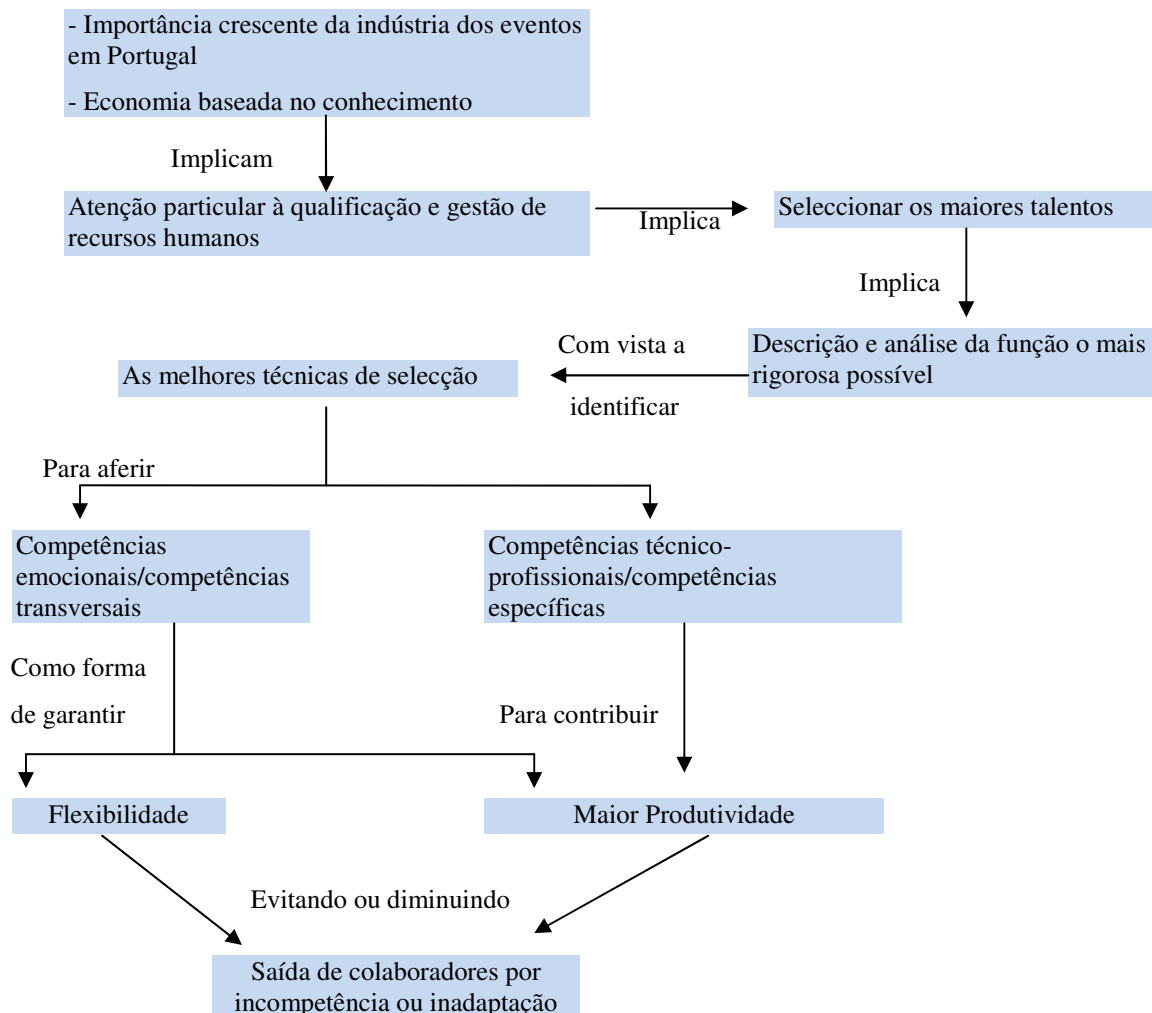 - Importância crescente da indústria dos eventos
em Portugal
- Economia baseada no conhecimento
Implicam
Atenção particular à qualificação e gestão de
recursos humanos
Implica
Seleccionar os maiores talentos
Implica
Descrição e análise da função o mais
rigorosa possível
Com vista a
identificar
As melhores técnicas de selecção
Para aferir
Competências
emocionais/competências
transversais
Competências técnico-
profissionais/competências
específicas
Como forma
de garantir
Para contribuir
Flexibilidade
Maior Produtividade
Evitando ou diminuindo
Saída de colaboradores por
incompetência ou inadaptação